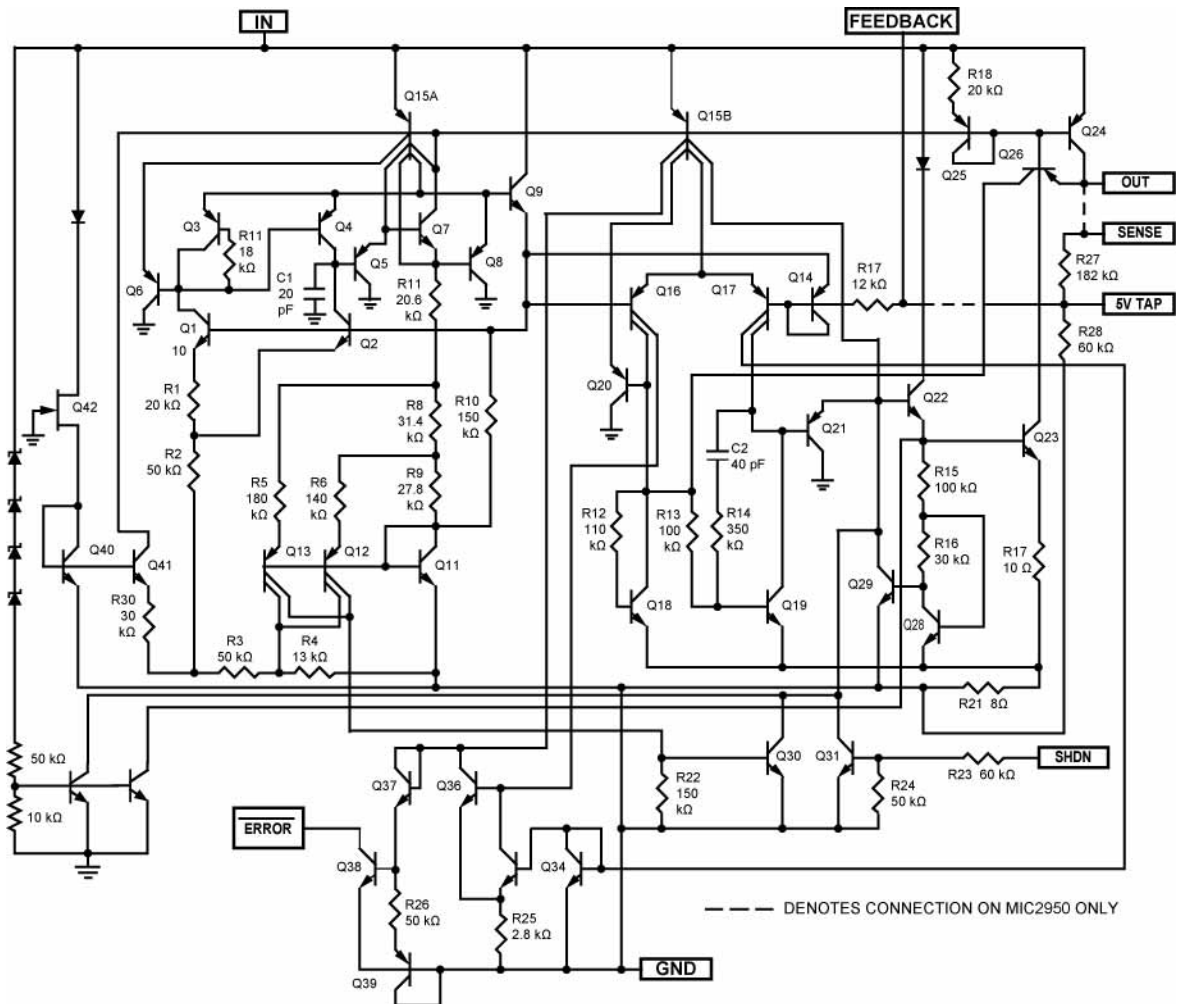 IN
FEEDBACK
R18
20 kΩ
Q15A
Q15B
Q24
Q26
Q25
Q9
OUT
Q3
R11
18
kΩ
Q4
Q7
Q5
Q8
C1
20
pF
Q6
R11
20.6
kΩ
SENSE
R27
182 kΩ
Q16
Q17
Q14
R17
12 kΩ
5V TAP
Q1
10
Q2
R28
60 kΩ
R1
20 kΩ
R8
31.4
kΩ
R10
150
kΩ
Q20
Q22
Q42
Q21
Q23
R2
50 kΩ
C2
40 pF
R5
180
kΩ
R6
140
kΩ
R9
27.8
kΩ
R15
100 kΩ
R12
110
kΩ
R13
100
kΩ
R14
350
kΩ
R16
30 kΩ
R17
10 Ω
Q40
Q41
Q13
Q12
Q11
Q29
R30
30
kΩ
Q18
Q19
Q28
R3
50 kΩ
R4
13 kΩ
R21 8Ω
50 kΩ
10 kΩ
Q37
Q36
R22
150
kΩ
Q30
Q31
R24
50 kΩ
R23 60 kΩ
SHDN
ERROR
Q38
Q34
R26
50 kΩ
R25
2.8 kΩ
DENOTES CONNECTION ON MIC2950 ONLY
Q39
GND